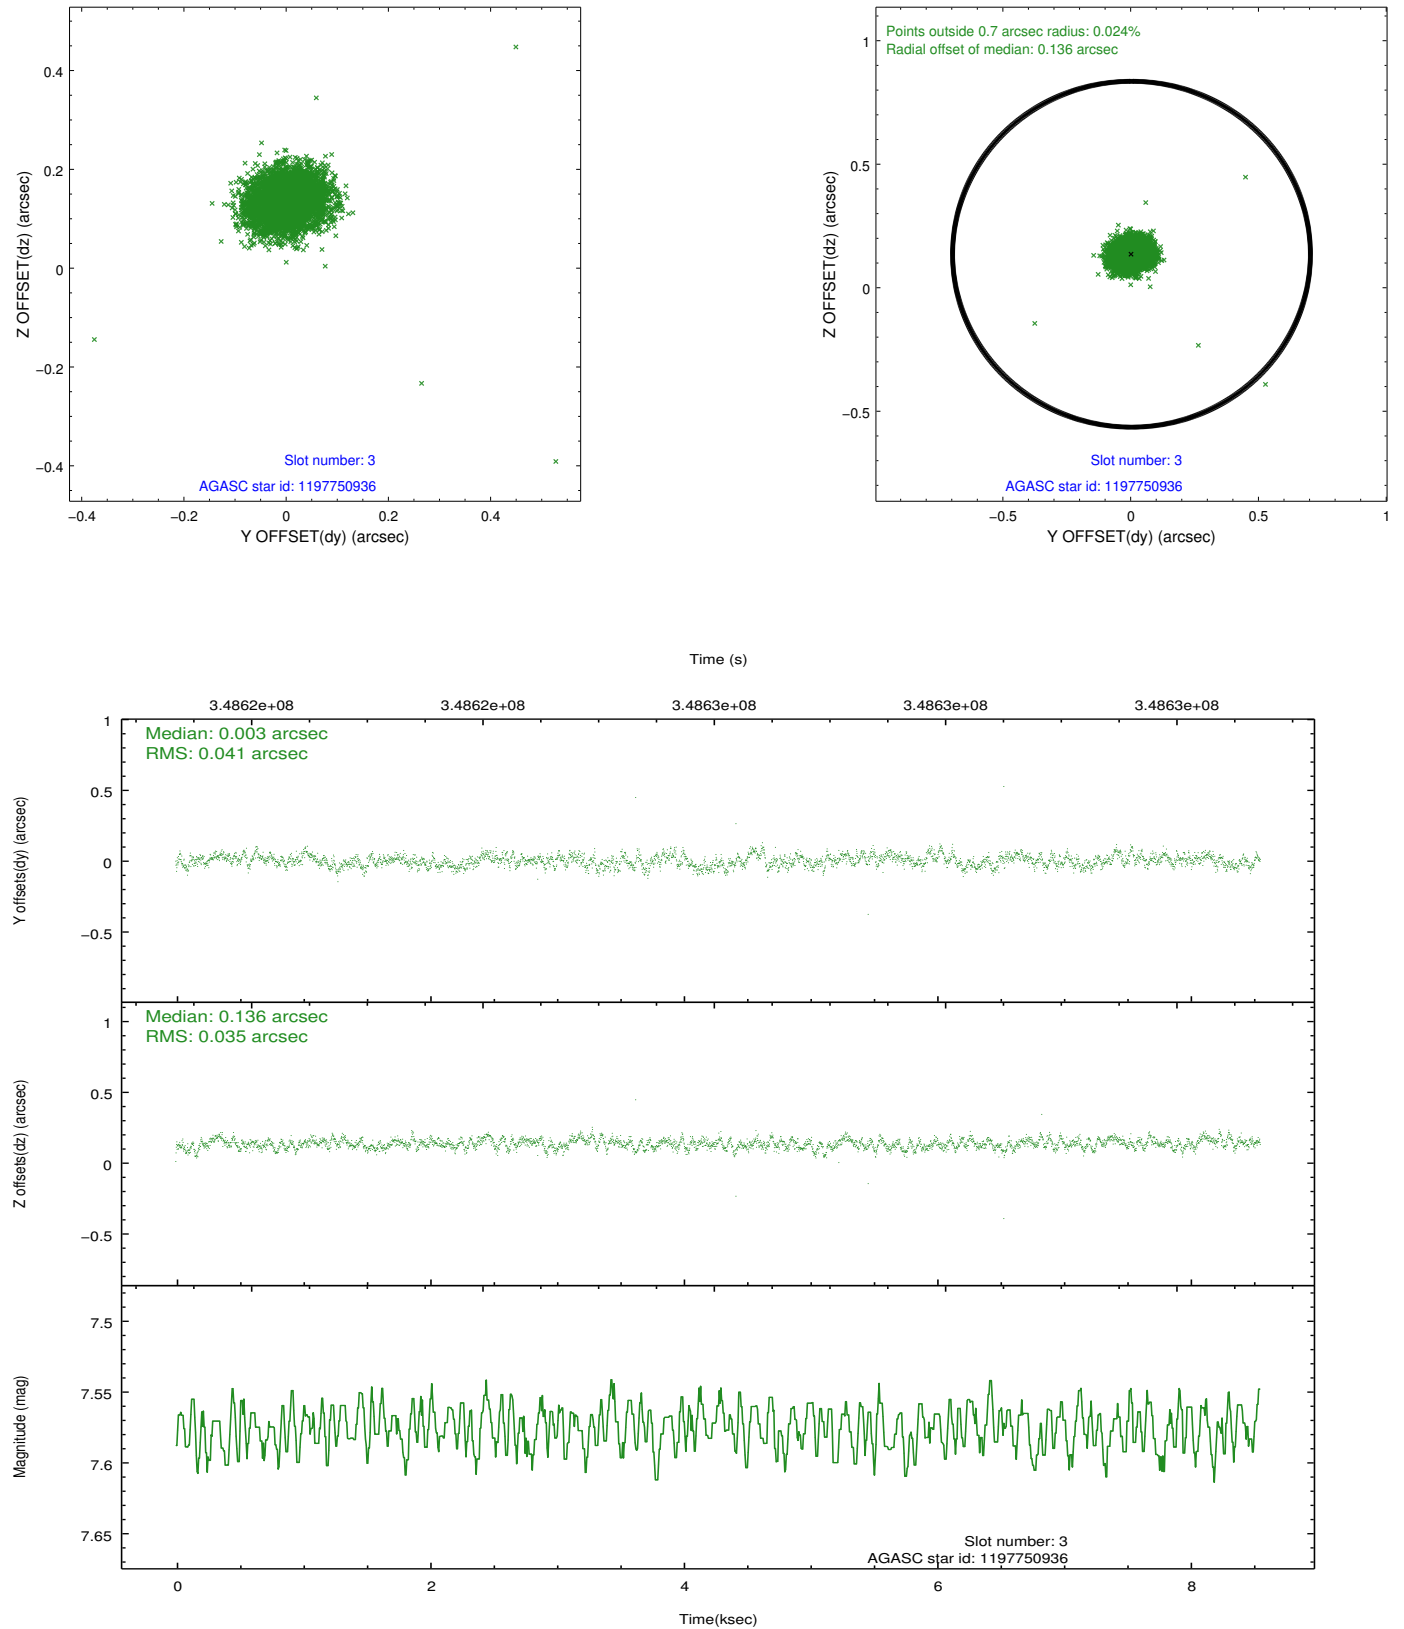 0.4
0.2
0
−0.2
−0.4
Z OFFSET(dz) (arcsec)
Slot number: 3
AGASC star id: 1197750936
−0.4 −0.2 0 0.2 0.4
Y OFFSET(dy) (arcsec)
Points outside 0.7 arcsec radius: 0.024%
Radial offset of median: 0.136 arcsec
1
0.5
0
−0.5
Z OFFSET(dz) (arcsec)
Slot number: 3
AGASC star id: 1197750936
−0.5 0 0.5 1
Y OFFSET(dy) (arcsec)
Time (s)
3.4862e+08 3.4862e+08 3.4863e+08 3.4863e+08 3.4863e+08
Median: 0.003 arcsec
RMS: 0.041 arcsec
1
0.5
0
−0.5
Y offsets(dy) (arcsec)
Median: 0.136 arcsec
RMS: 0.035 arcsec
1
0.5
0
−0.5
Z offsets(dz) (arcsec)
7.5
7.55
7.6
7.65
Magnitude (mag)
Slot number: 3
AGASC star id: 1197750936
0 2 4 6 8
Time(ksec)